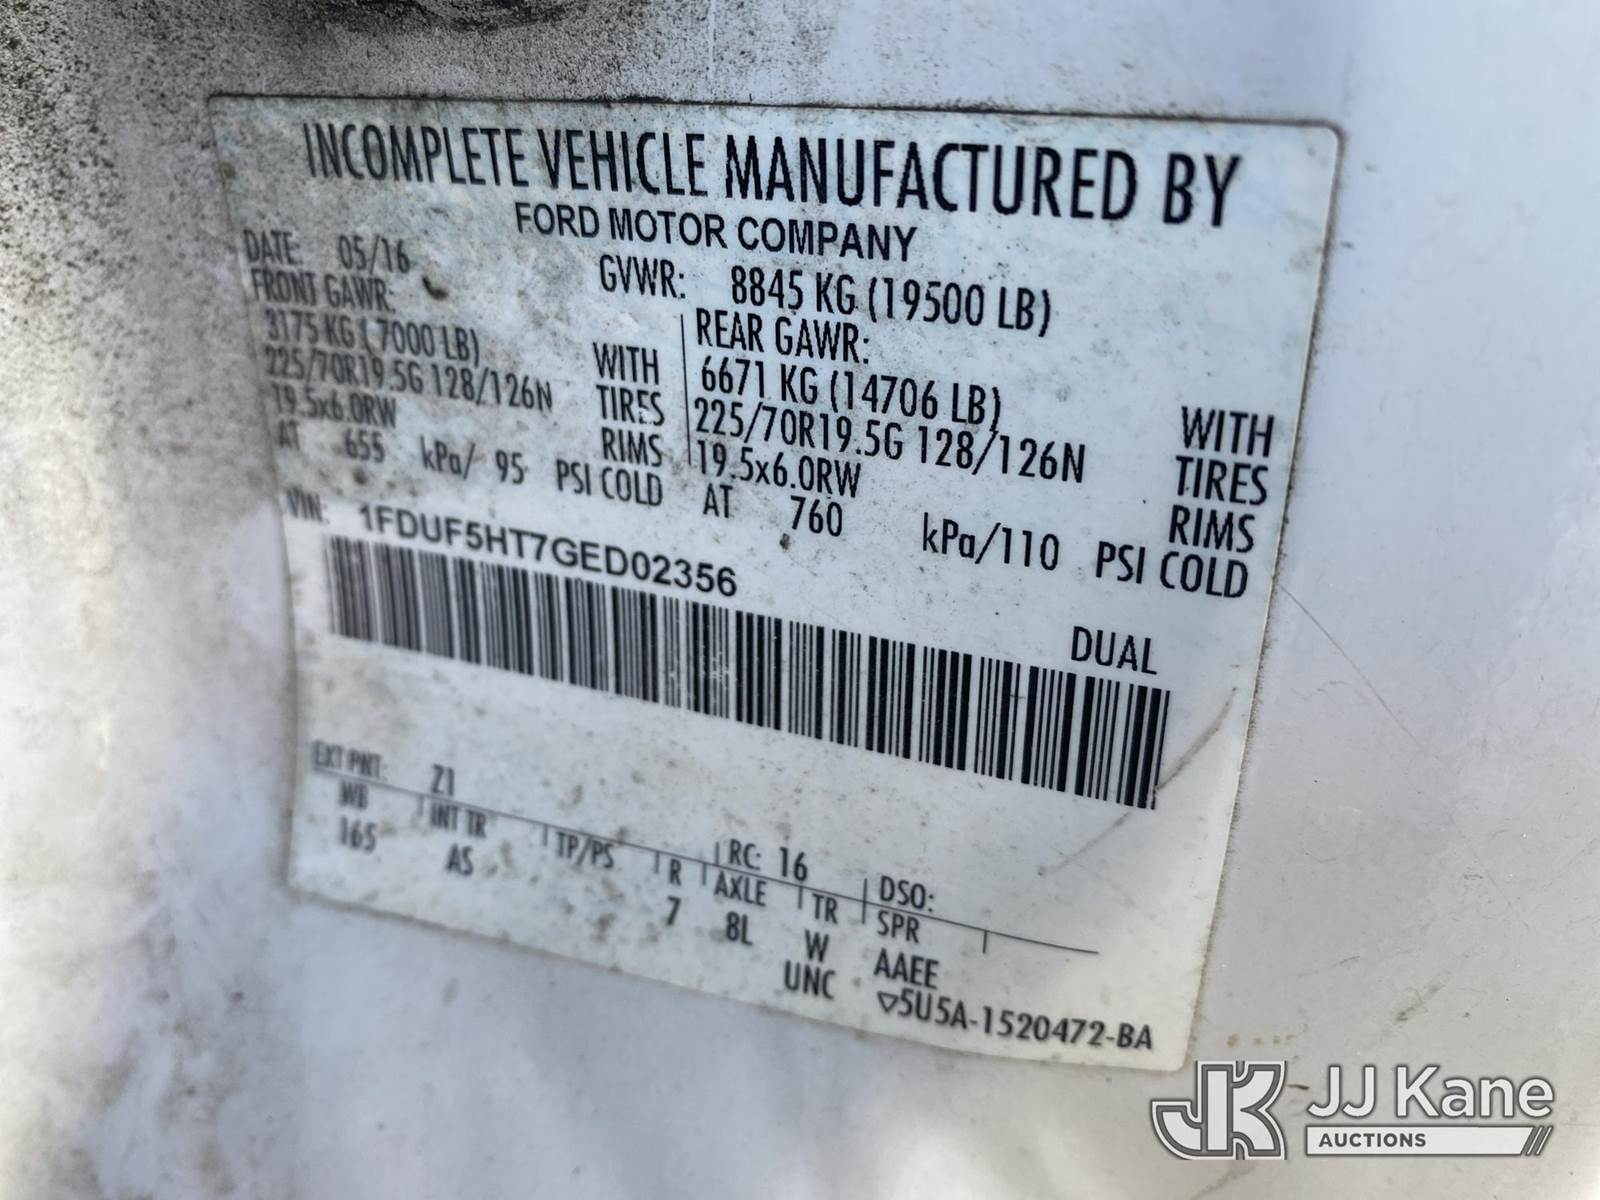 INCOMPLETE VEHICLE MANUFACTURED BY
FORD MOTOR COMPANY
DATE: 05/16 GVWR: 8845 KG (19500 LB)
FRONT GAWR: REAR GAWR:
3175 KG ( 7000 LB) WITH 6671 KG (14706 LB) WITH
225/70R19.5G 128/126N TIRES 225/70R19.5G 128/126N TIRES
19.5x6.0RW RIMS 19.5x6.0RW RIMS
AT 655 kPa/ 95 PSI COLD AT 760 kPa/110 PSI COLD
VIN: 1FDUF5HT7GED02356
DUAL
EXT PNT: Z1 RC: 16 DSO:
WB INT TR TP/PS R AXLE TR SPR
165 AS 7 8L W AAEE
UNC ▽5U5A-1520472-BA
JK JJ Kane
AUCTIONS